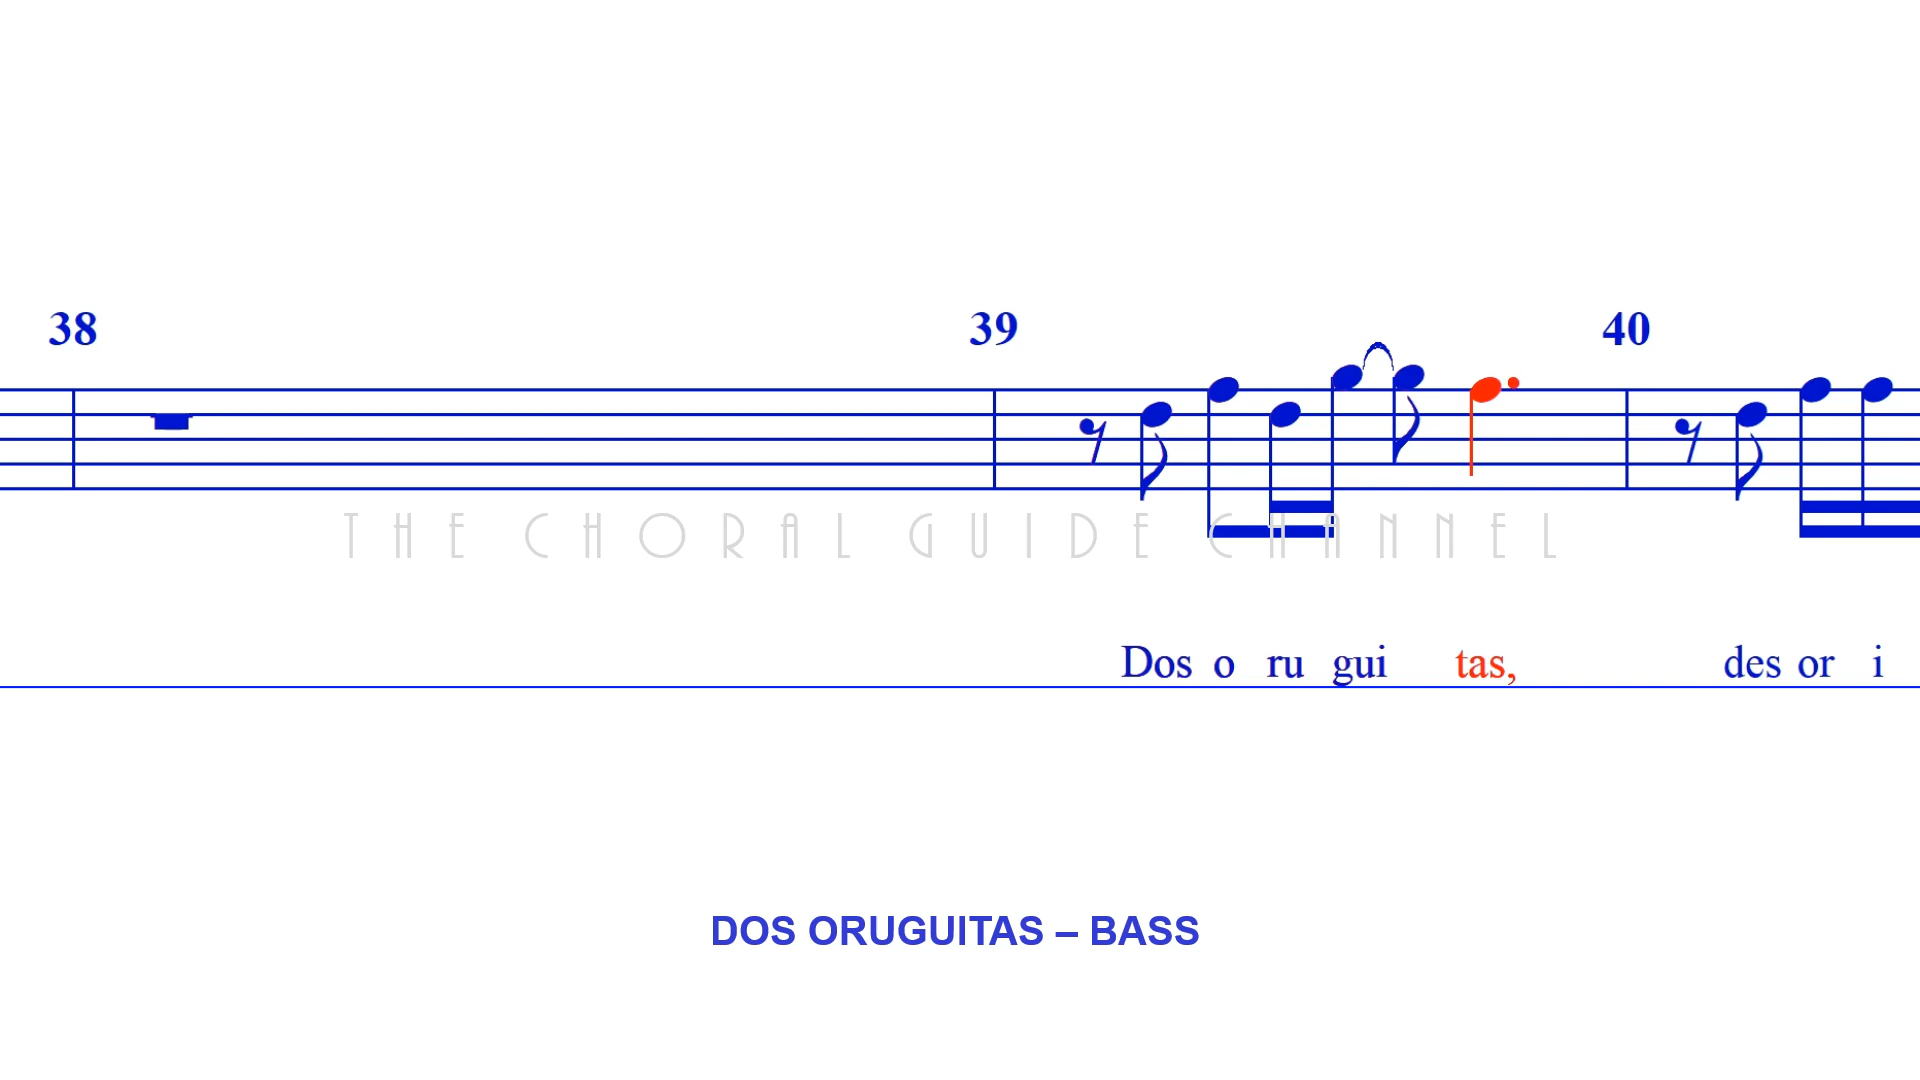 38 39 40
THE CHORAL GUIDE CHANNEL
Dos o ru gui tas, des or i
DOS ORUGUITAS – BASS